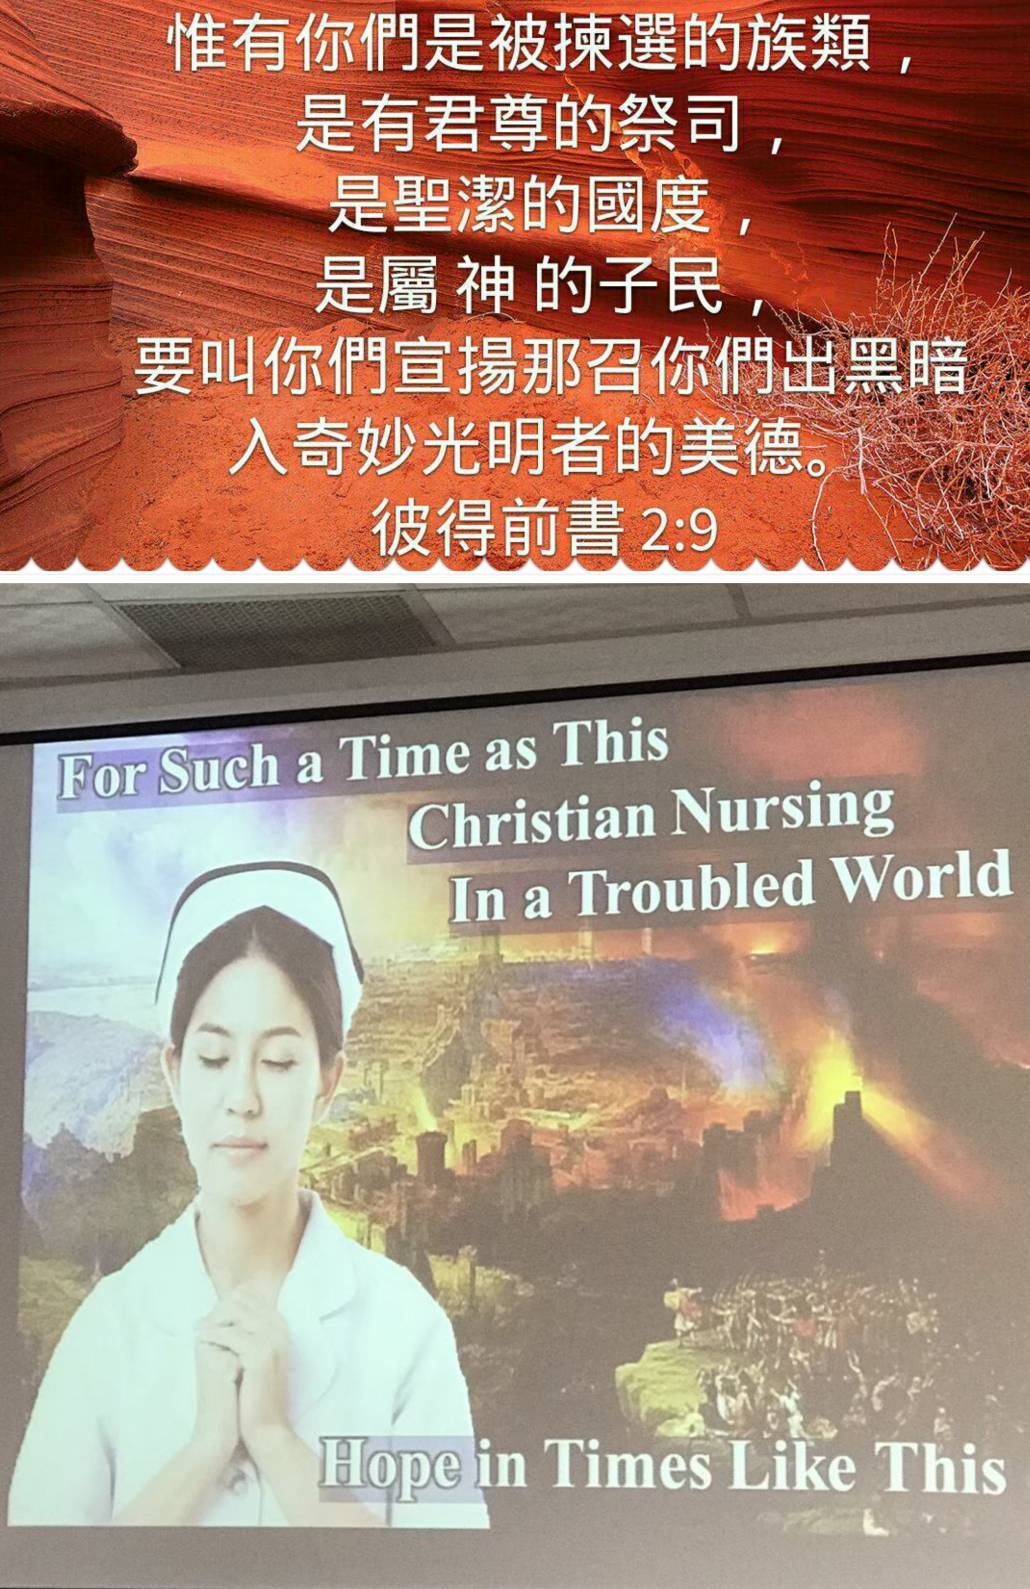 惟有你們是被揀選的族類，
是有君尊的祭司，
是聖潔的國度，
是屬 神 的子民，
要叫你們宣揚那召你們出黑暗
入奇妙光明者的美德。
彼得前書 2:9
For Such a Time as This
Christian Nursing
In a Troubled World
Hope in Times Like This